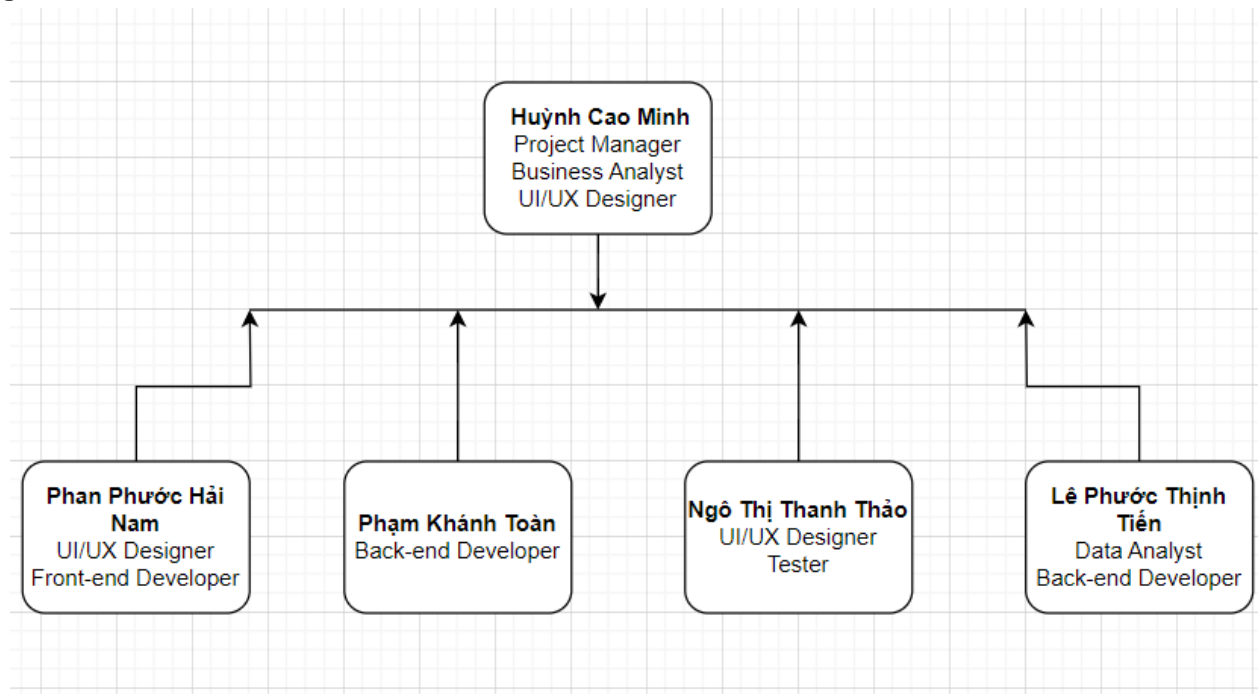 Huỳnh Cao Minh
Project Manager
Business Analyst
UI/UX Designer
Phan Phước Hải
Nam
UI/UX Designer
Front-end Developer
Phạm Khánh Toàn
Back-end Developer
Ngô Thị Thanh Thảo
UI/UX Designer
Tester
Lê Phước Thịnh
Tiến
Data Analyst
Back-end Developer